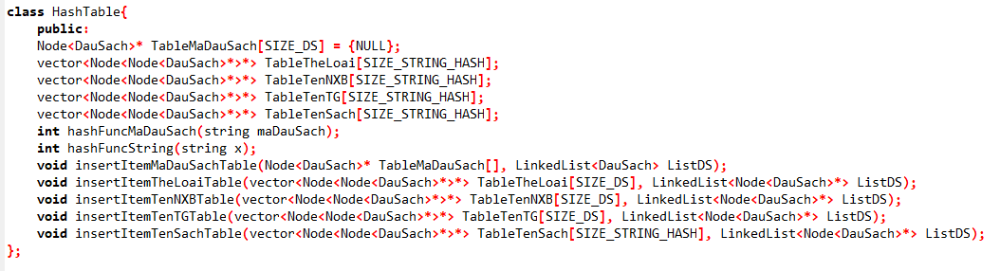 class HashTable{
public:
Node<DauSach>* TableMaDauSach[SIZE_DS] = {NULL};
vector<Node<Node<DauSach>*>*> TableTheLoai[SIZE_STRING_HASH];
vector<Node<Node<DauSach>*>*> TableTenNXB[SIZE_STRING_HASH];
vector<Node<Node<DauSach>*>*> TableTenTG[SIZE_STRING_HASH];
vector<Node<Node<DauSach>*>*> TableTenSach[SIZE_STRING_HASH];
int hashFuncMaDauSach(string maDauSach);
int hashFuncString(string x);
void insertItemMaDauSachTable(Node<DauSach>* TableMaDauSach[], LinkedList<DauSach> ListDS);
void insertItemTheLoaiTable(vector<Node<Node<DauSach>*>*> TableTheLoai[SIZE_DS], LinkedList<Node<DauSach>*> ListDS);
void insertItemTenNXBTable(vector<Node<Node<DauSach>*>*> TableTenNXB[SIZE_DS], LinkedList<Node<DauSach>*> ListDS);
void insertItemTenTGTable(vector<Node<Node<DauSach>*>*> TableTenTG[SIZE_DS], LinkedList<Node<DauSach>*> ListDS);
void insertItemTenSachTable(vector<Node<Node<DauSach>*>*> TableTenSach[SIZE_STRING_HASH], LinkedList<Node<DauSach>*> ListDS);
};